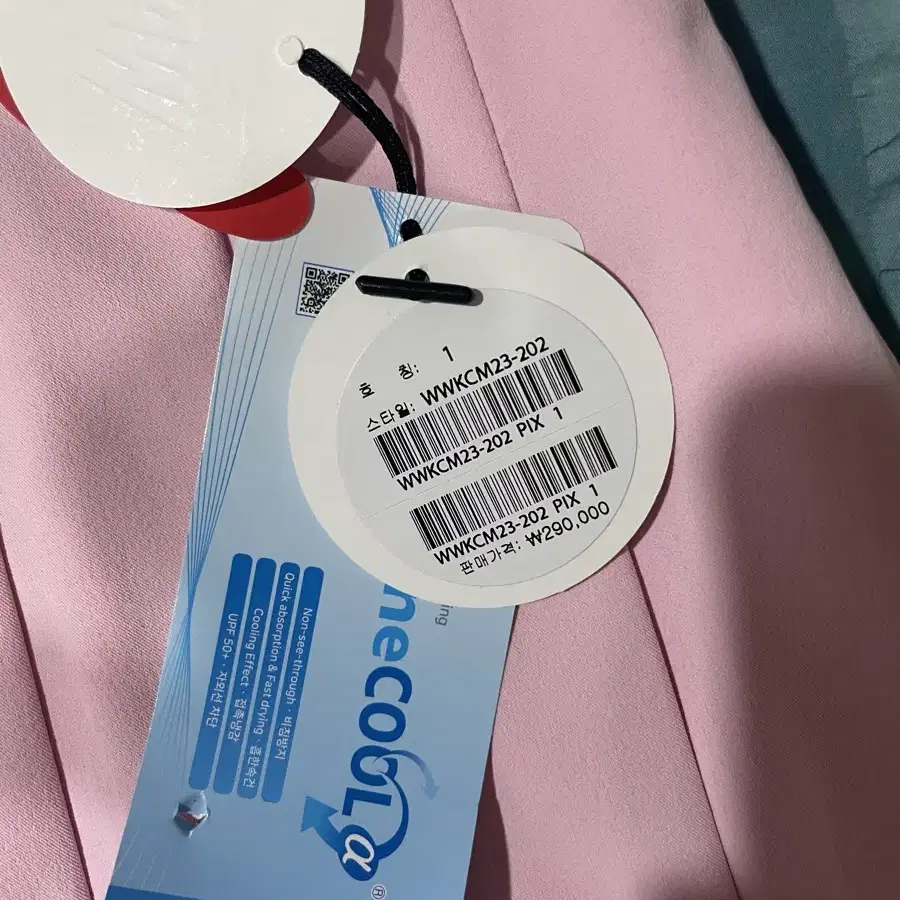 호 칭: 1
스타일: WWKCM23-202
WWKCM23-202 PIX 1
WWKCM23-202 PIX 1
판매가격: ₩290,000
ing
necOOLα®
Non-see-through · 비침방지
Quick absorption & Fast drying · 흡한속건
Cooling Effect · 접촉냉감
UPF 50+ · 자외선 차단